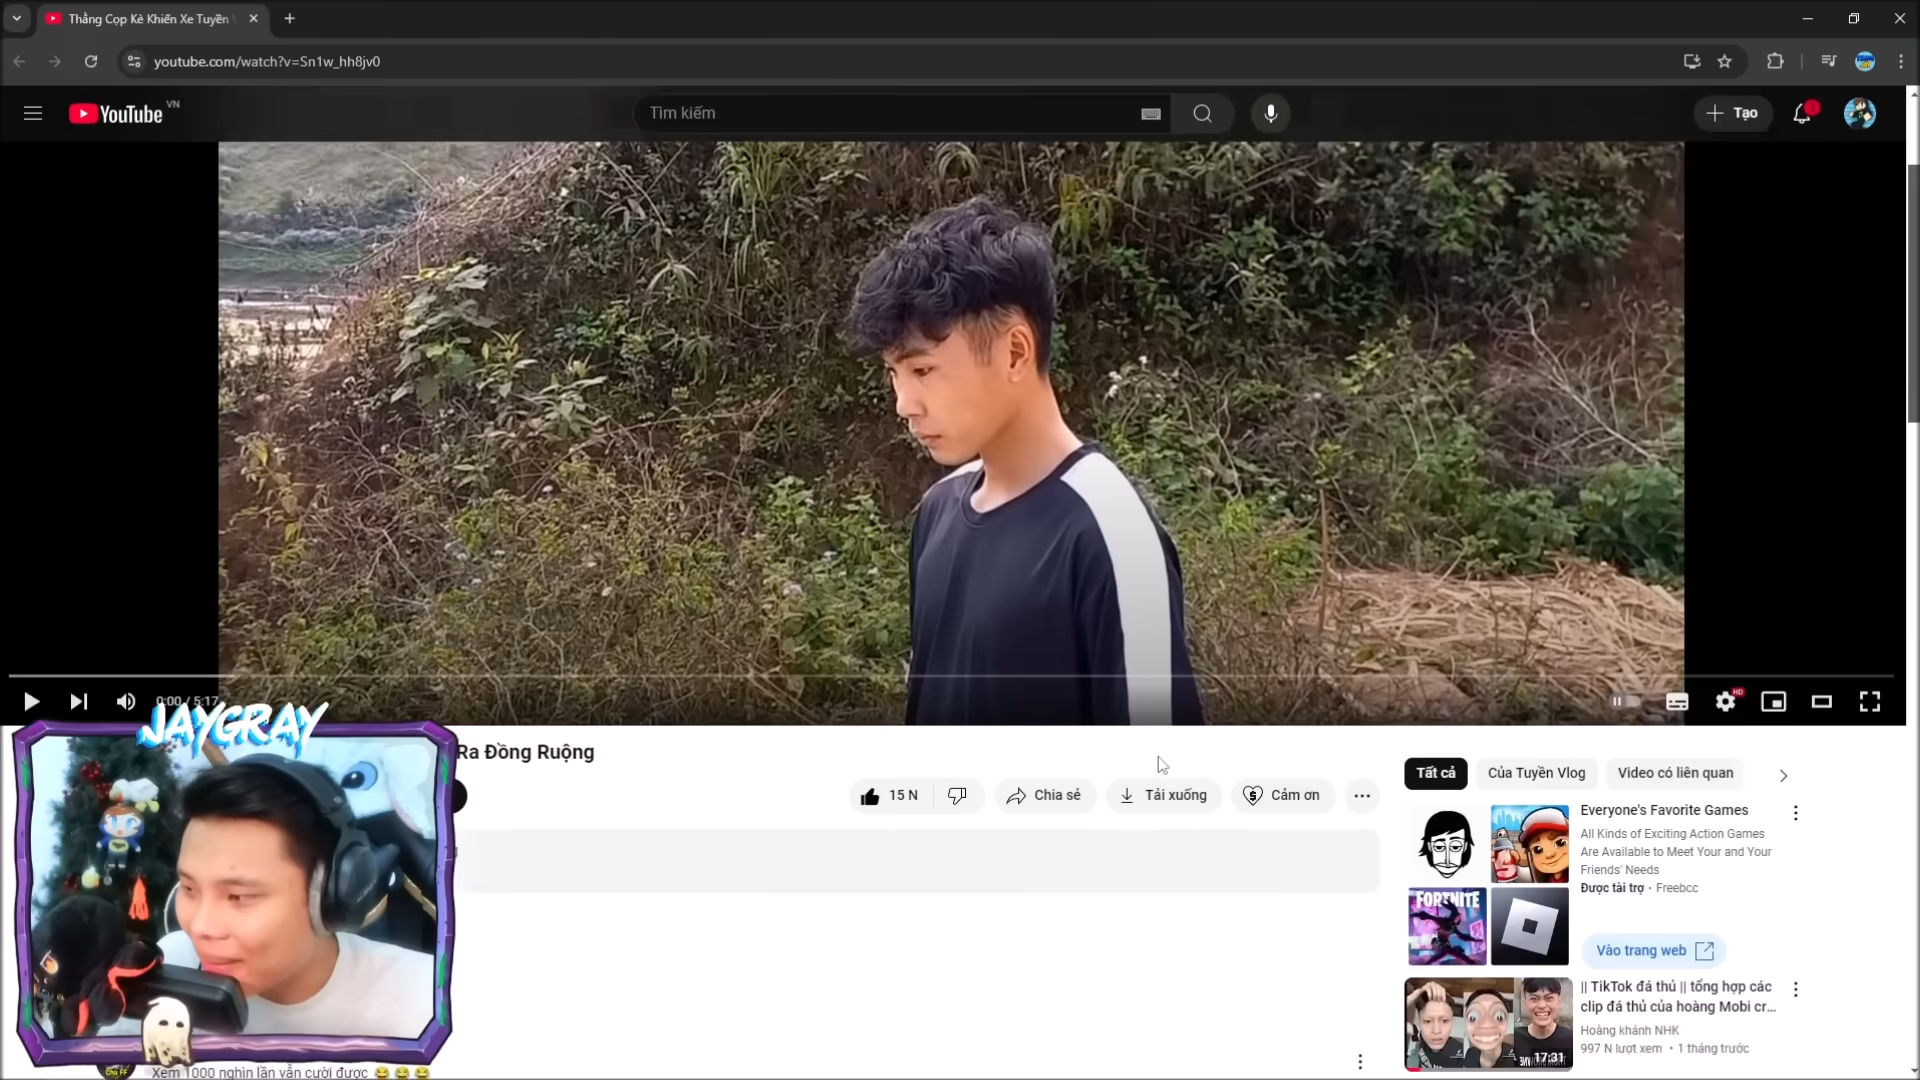 Thằng Cọp Kè Khiến Xe Tuyền
youtube.com/watch?v=Sn1w_hh8jv0
YouTube VN
Tìm kiếm
Tạo
0:00 / 5:17
HD
JAYGRAY
Ra Đồng Ruộng
15 N
Chia sẻ
Tải xuống
Cảm ơn
Tất cả
Của Tuyền Vlog
Video có liên quan
Everyone's Favorite Games
All Kinds of Exciting Action Games
Are Available to Meet Your and Your
Friends' Needs
Được tài trợ · Freebcc
FORTNITE
Vào trang web
|| TikTok đá thủ || tổng hợp các
clip đá thủ của hoàng Mobi cr...
Hoàng khánh NHK
997 N lượt xem • 1 tháng trước
17:31
Chú FF
Xem 1000 nghìn lần vẫn cười được 😂 😂 😂